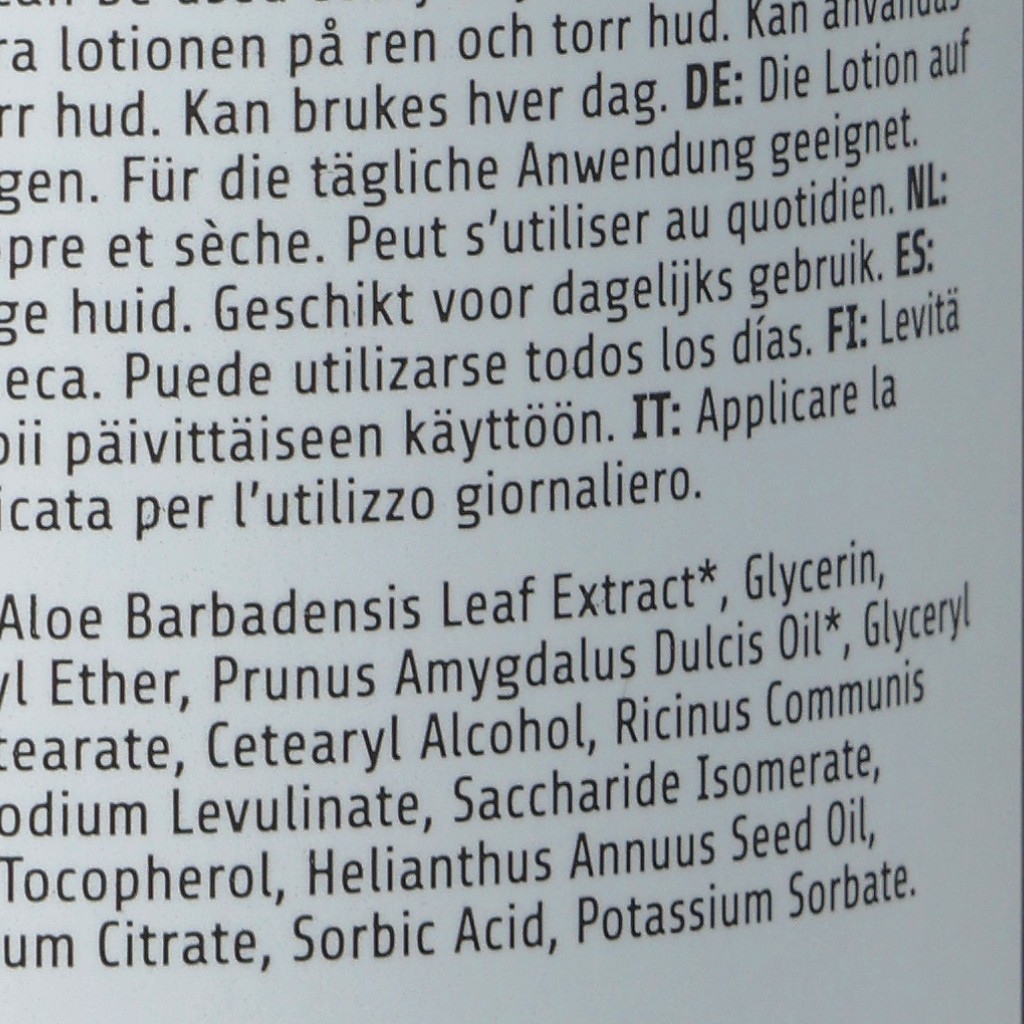 ra lotionen på ren och torr hud. Kan användas
rr hud. Kan brukes hver dag. DE: Die Lotion auf
gen. Für die tägliche Anwendung geeignet.
pre et sèche. Peut s'utiliser au quotidien. NL:
ge huid. Geschikt voor dagelijks gebruik. ES:
eca. Puede utilizarse todos los días. FI: Levitä
pii päivittäiseen käyttöön. IT: Applicare la
icata per l'utilizzo giornaliero.
Aloe Barbadensis Leaf Extract*, Glycerin,
yl Ether, Prunus Amygdalus Dulcis Oil*, Glyceryl
tearate, Cetearyl Alcohol, Ricinus Communis
odium Levulinate, Saccharide Isomerate,
Tocopherol, Helianthus Annuus Seed Oil,
um Citrate, Sorbic Acid, Potassium Sorbate.